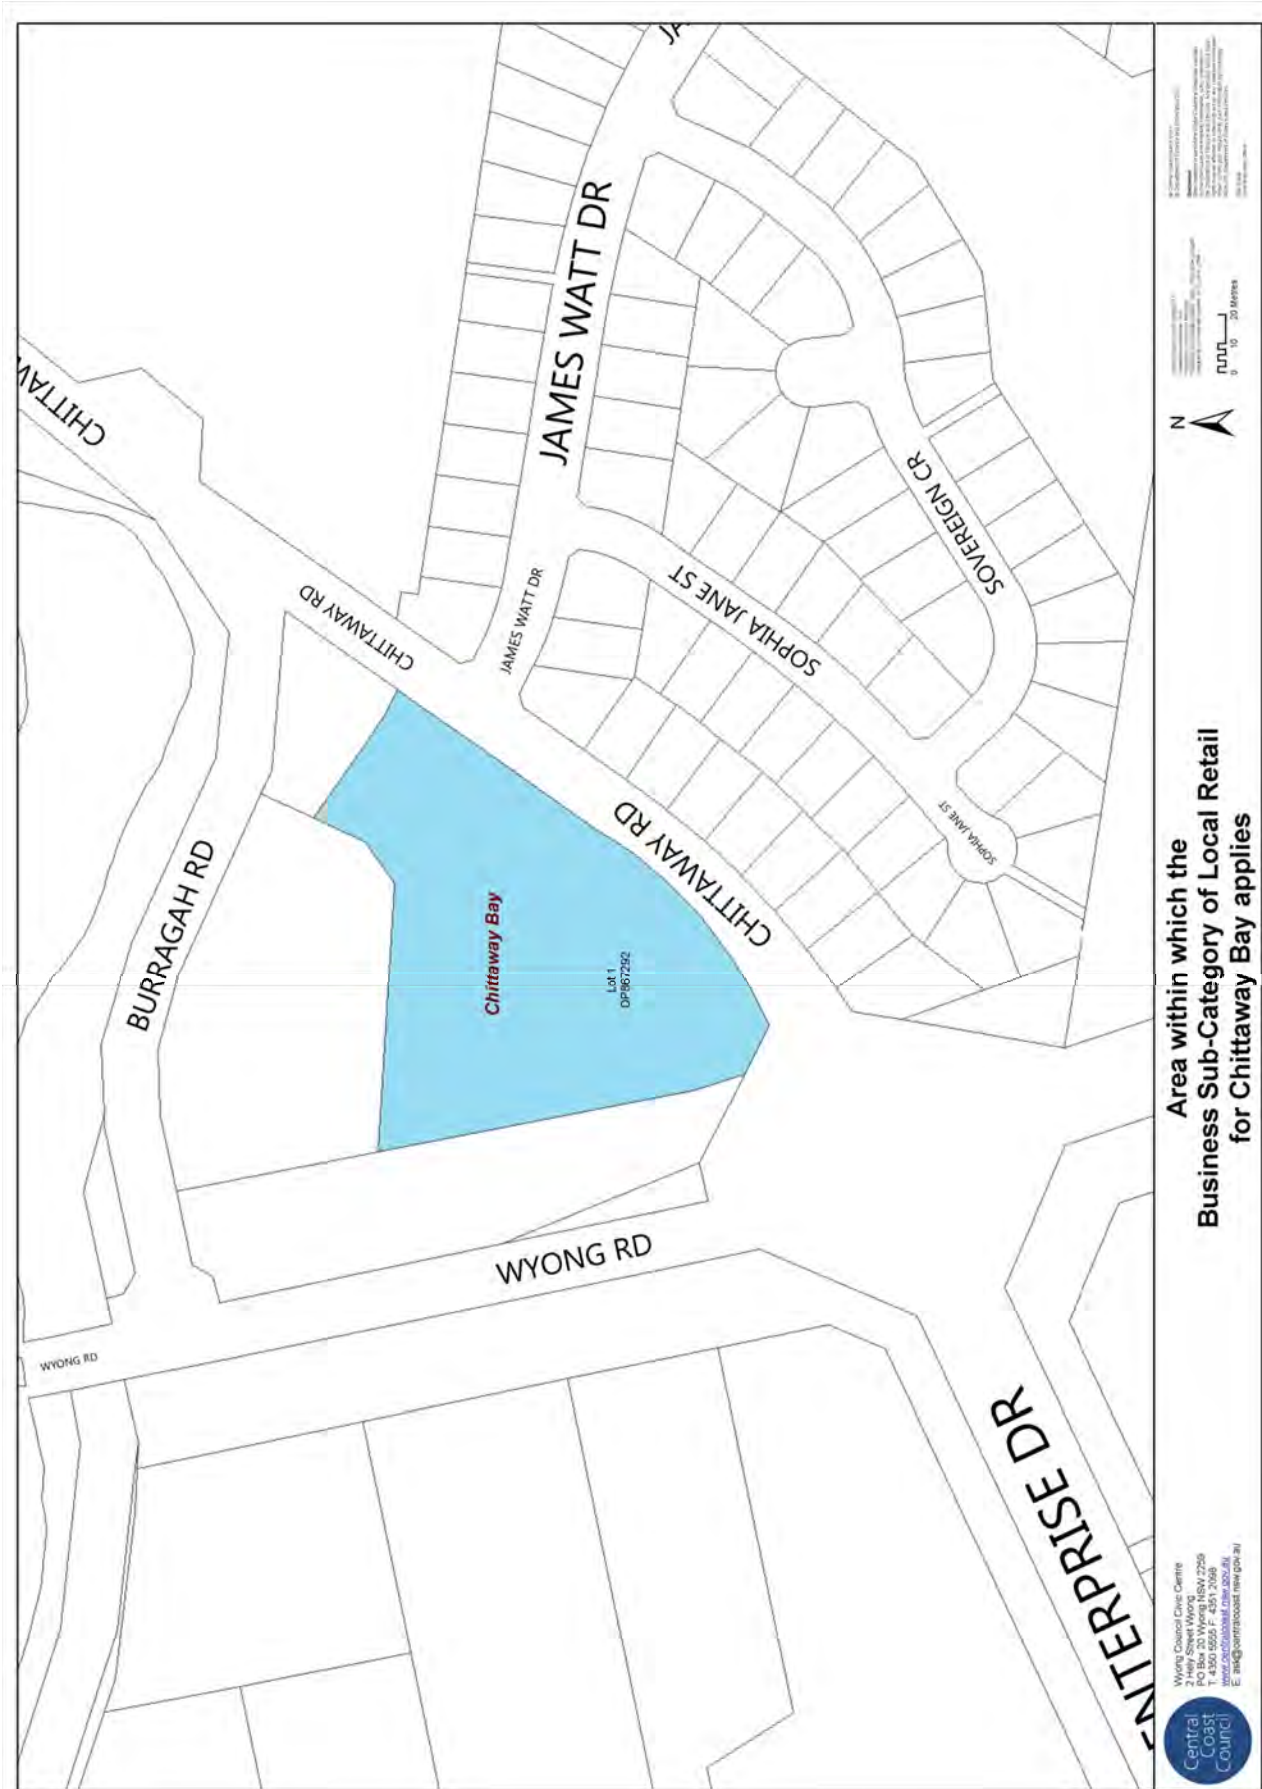 CHITTAW
CHITTAWAY RD
JAMES WATT DR
JAMES WATT DR
JA
BURRAGAH RD
Chittaway Bay
Lot 1
DP867292
CHITTAWAY RD
SOPHIA JANE ST
SOPHIA JANE ST
SOVEREIGN CR
WYONG RD
WYONG RD
ENTERPRISE DR
Central
Coast
Council
Wyong Council Civic Centre
2 Hely Street Wyong
PO Box 20 Wyong NSW 2259
T: 4350 5555 F: 4351 2098
www.centralcoast.nsw.gov.au
E: ask@centralcoast.nsw.gov.au
Area within which the
Business Sub-Category of Local Retail
for Chittaway Bay applies
N
0 10 20 Metres